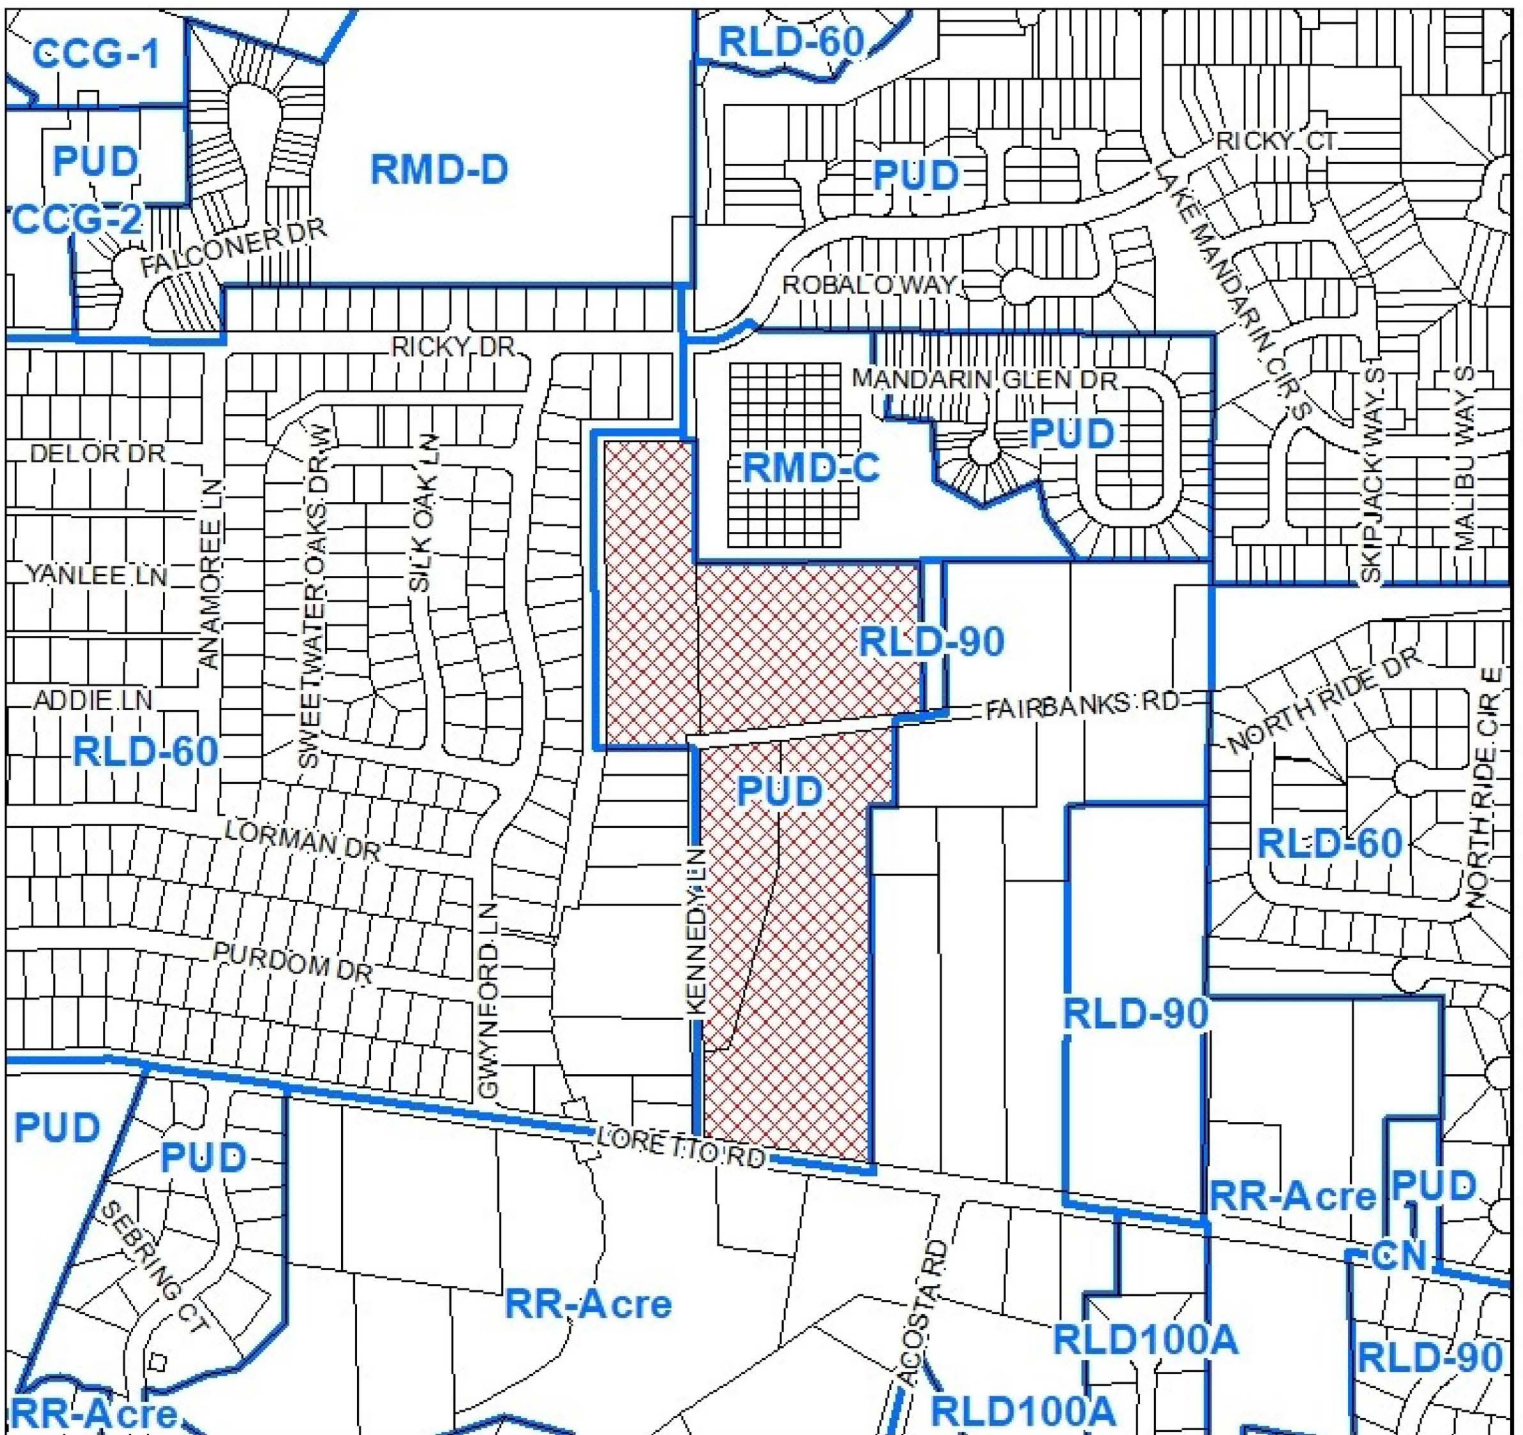 CCG-1
RLD-60
PUD
RMD-D
PUD
RICKY CT
CCG-2
FALCONER DR
LAKE MANDARIN CIR S
ROBALO WAY
RICKY DR
MANDARIN GLEN DR
PUD
DELOR DR
RMD-C
SKIPJACK WAY S
MALIBU WAY S
ANAMOREE LN
SWEETWATER OAKS DR W
SILK OAK LN
YANLEE LN
RLD-90
ADDIE LN
FAIRBANKS RD
NORTH RIDE DR
NORTH RIDE CIR E
RLD-60
PUD
LORMAN DR
RLD-60
KENNEDY LN
PURDOM DR
GWYNFORD LN
RLD-90
PUD
PUD
LORETTO RD
RR-Acre
PUD
SEBRING CT
CN
RR-Acre
ACOSTA RD
RLD100A
RLD-90
RR-Acre
RLD100A